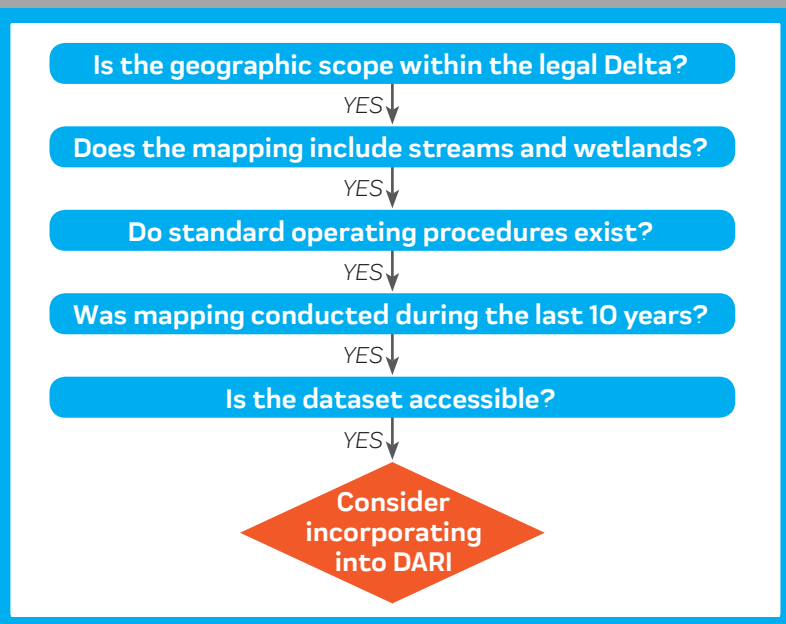 Is the geographic scope within the legal Delta?
YES
Does the mapping include streams and wetlands?
YES
Do standard operating procedures exist?
YES
Was mapping conducted during the last 10 years?
YES
Is the dataset accessible?
YES
Consider
incorporating
into DARI